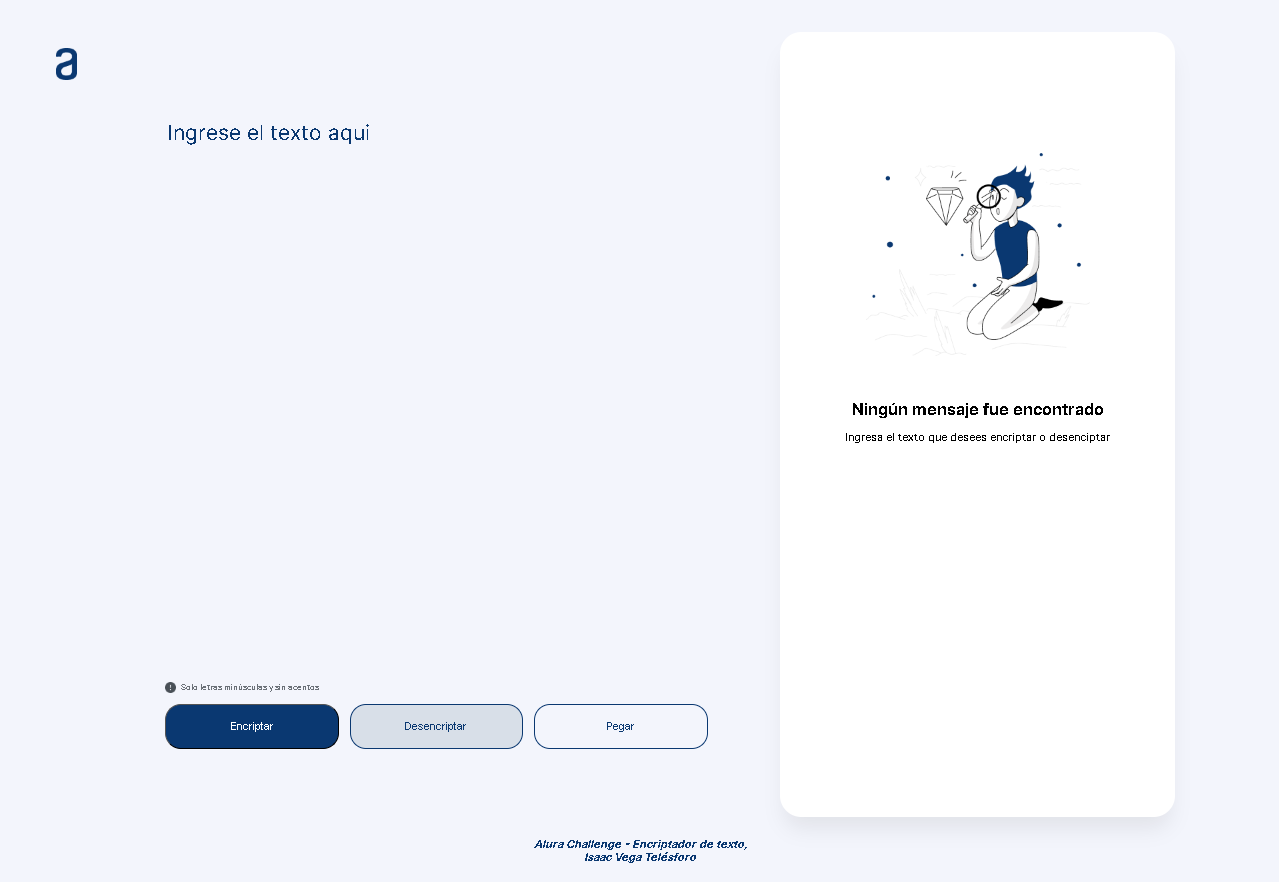 a
Ingrese el texto aqui
Ningún mensaje fue encontrado
Ingresa el texto que desees encriptar o desenciptar
Solo letras minúsculas y sin acentos
Encriptar
Desencriptar
Pegar
Alura Challenge - Encriptador de texto,
Isaac Vega Telésforo